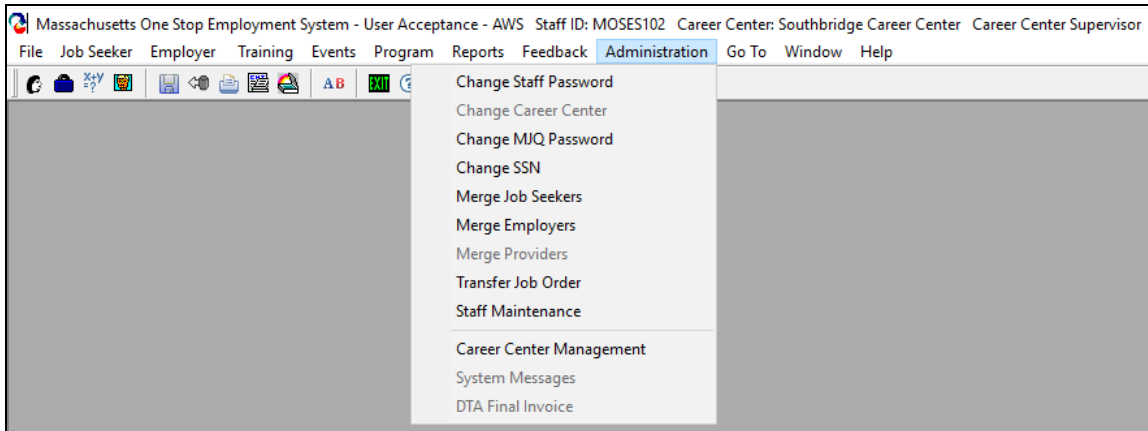 Massachusetts One Stop Employment System - User Acceptance - AWS Staff ID: MOSES102 Career Center: Southbridge Career Center Career Center Supervisor
File Job Seeker Employer Training Events Program Reports Feedback Administration Go To Window Help
X+Y =?' AB EXIT ?
Change Staff Password
Change Career Center
Change MJQ Password
Change SSN
Merge Job Seekers
Merge Employers
Merge Providers
Transfer Job Order
Staff Maintenance
Career Center Management
System Messages
DTA Final Invoice